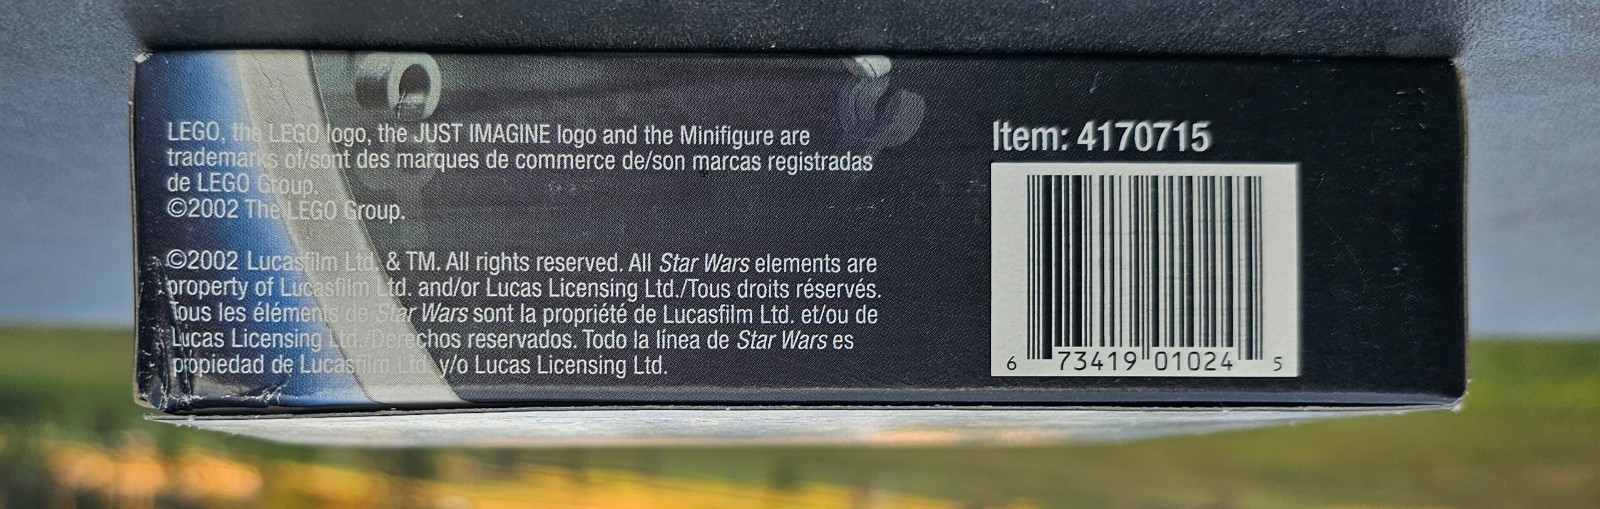 LEGO, the LEGO logo, the JUST IMAGINE logo and the Minifigure are
trademarks of/sont des marques de commerce de/son marcas registradas
de LEGO Group.
©2002 The LEGO Group.
©2002 Lucasfilm Ltd. & TM. All rights reserved. All Star Wars elements are
property of Lucasfilm Ltd. and/or Lucas Licensing Ltd./Tous droits réservés.
Tous les éléments de Star Wars sont la propriété de Lucasfilm Ltd. et/ou de
Lucas Licensing Ltd./Derechos reservados. Todo la línea de Star Wars es
propiedad de Lucasfilm Ltd. y/o Lucas Licensing Ltd.
Item: 4170715
6 73419 01024 5